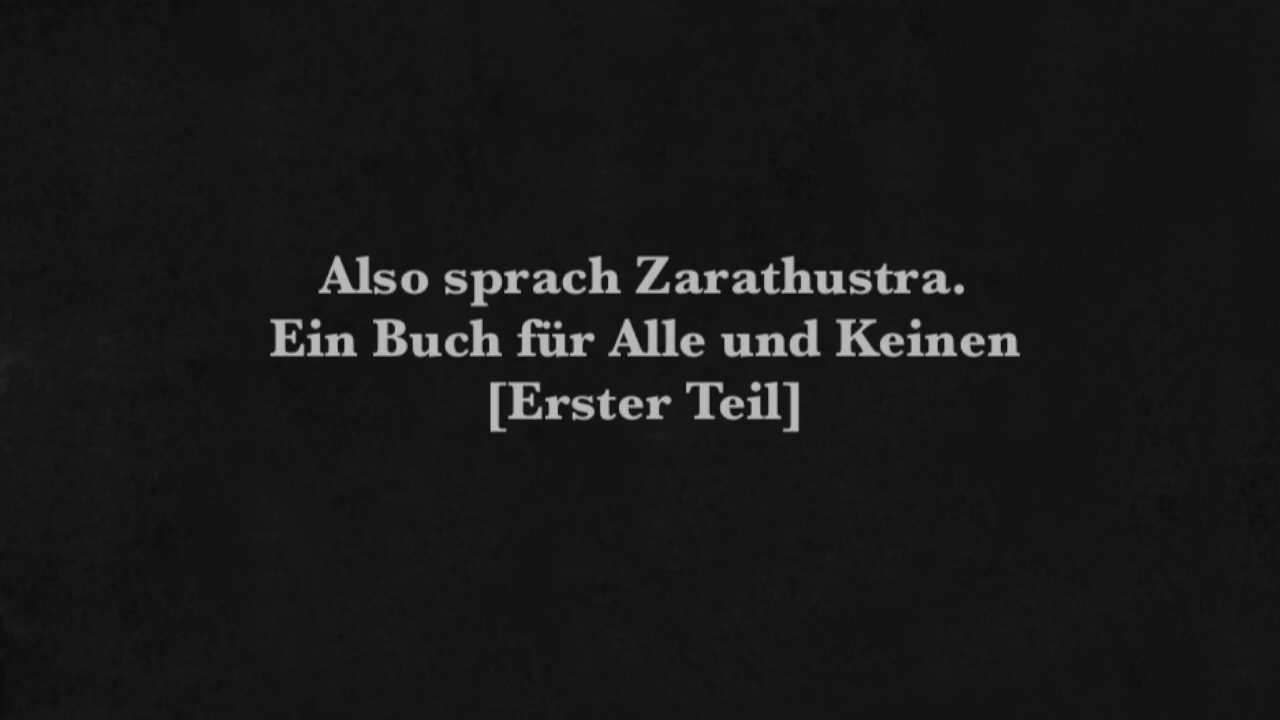 Also sprach Zarathustra.
Ein Buch für Alle und Keinen
[Erster Teil]